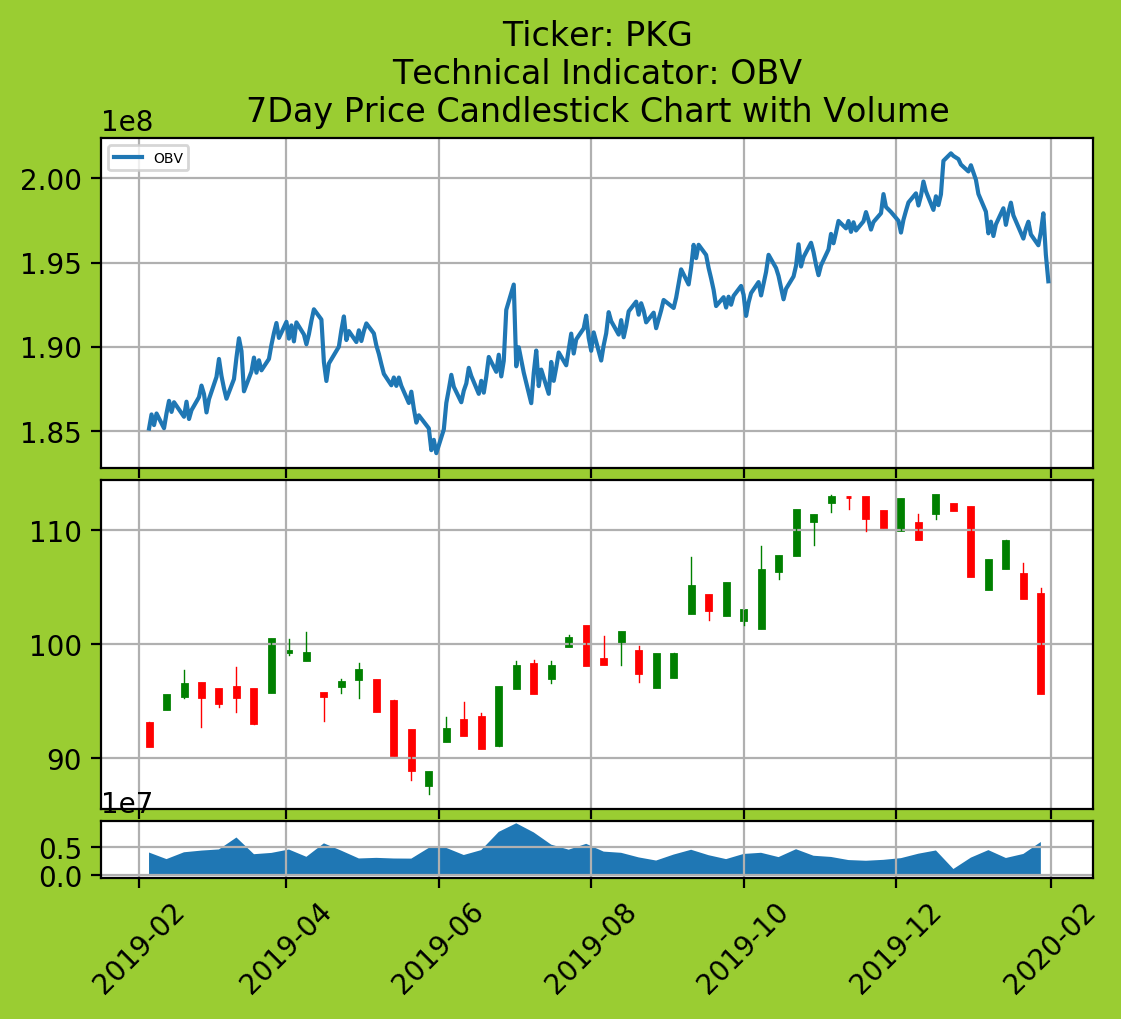 Ticker: PKG
Technical Indicator: OBV
7Day Price Candlestick Chart with Volume
1e8
OBV
2.00
1.95
1.90
1.85
110
100
90
1e7
0.5
0.0
2019-02
2019-04
2019-06
2019-08
2019-10
2019-12
2020-02